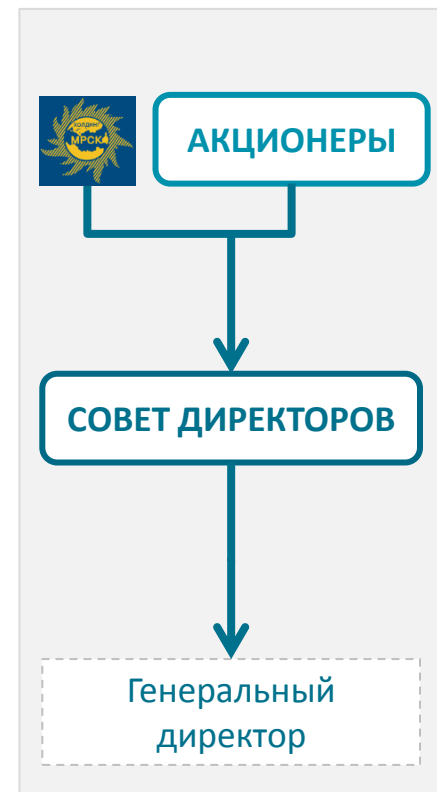 ХОЛДИНГ
МРСК
АКЦИОНЕРЫ
СОВЕТ ДИРЕКТОРОВ
Генеральный
директор